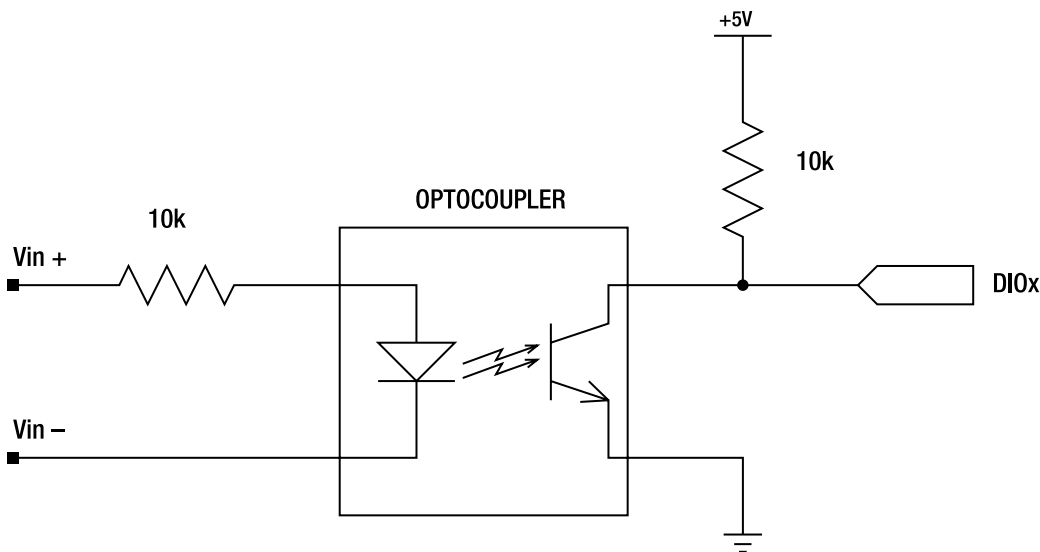 +5V
10k
OPTOCOUPLER
10k
Vin +
DIOx
Vin –